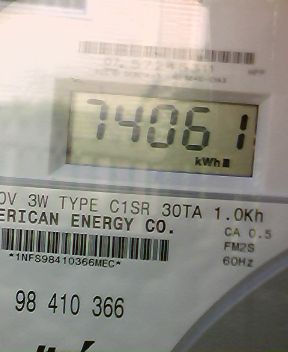 74061
kWh
0V 3W TYPE C1SR 30TA 1.0Kh
ERICAN ENERGY CO.
CA 0.5
FM2S
*1NFS98410366MEC*
60Hz
98 410 366